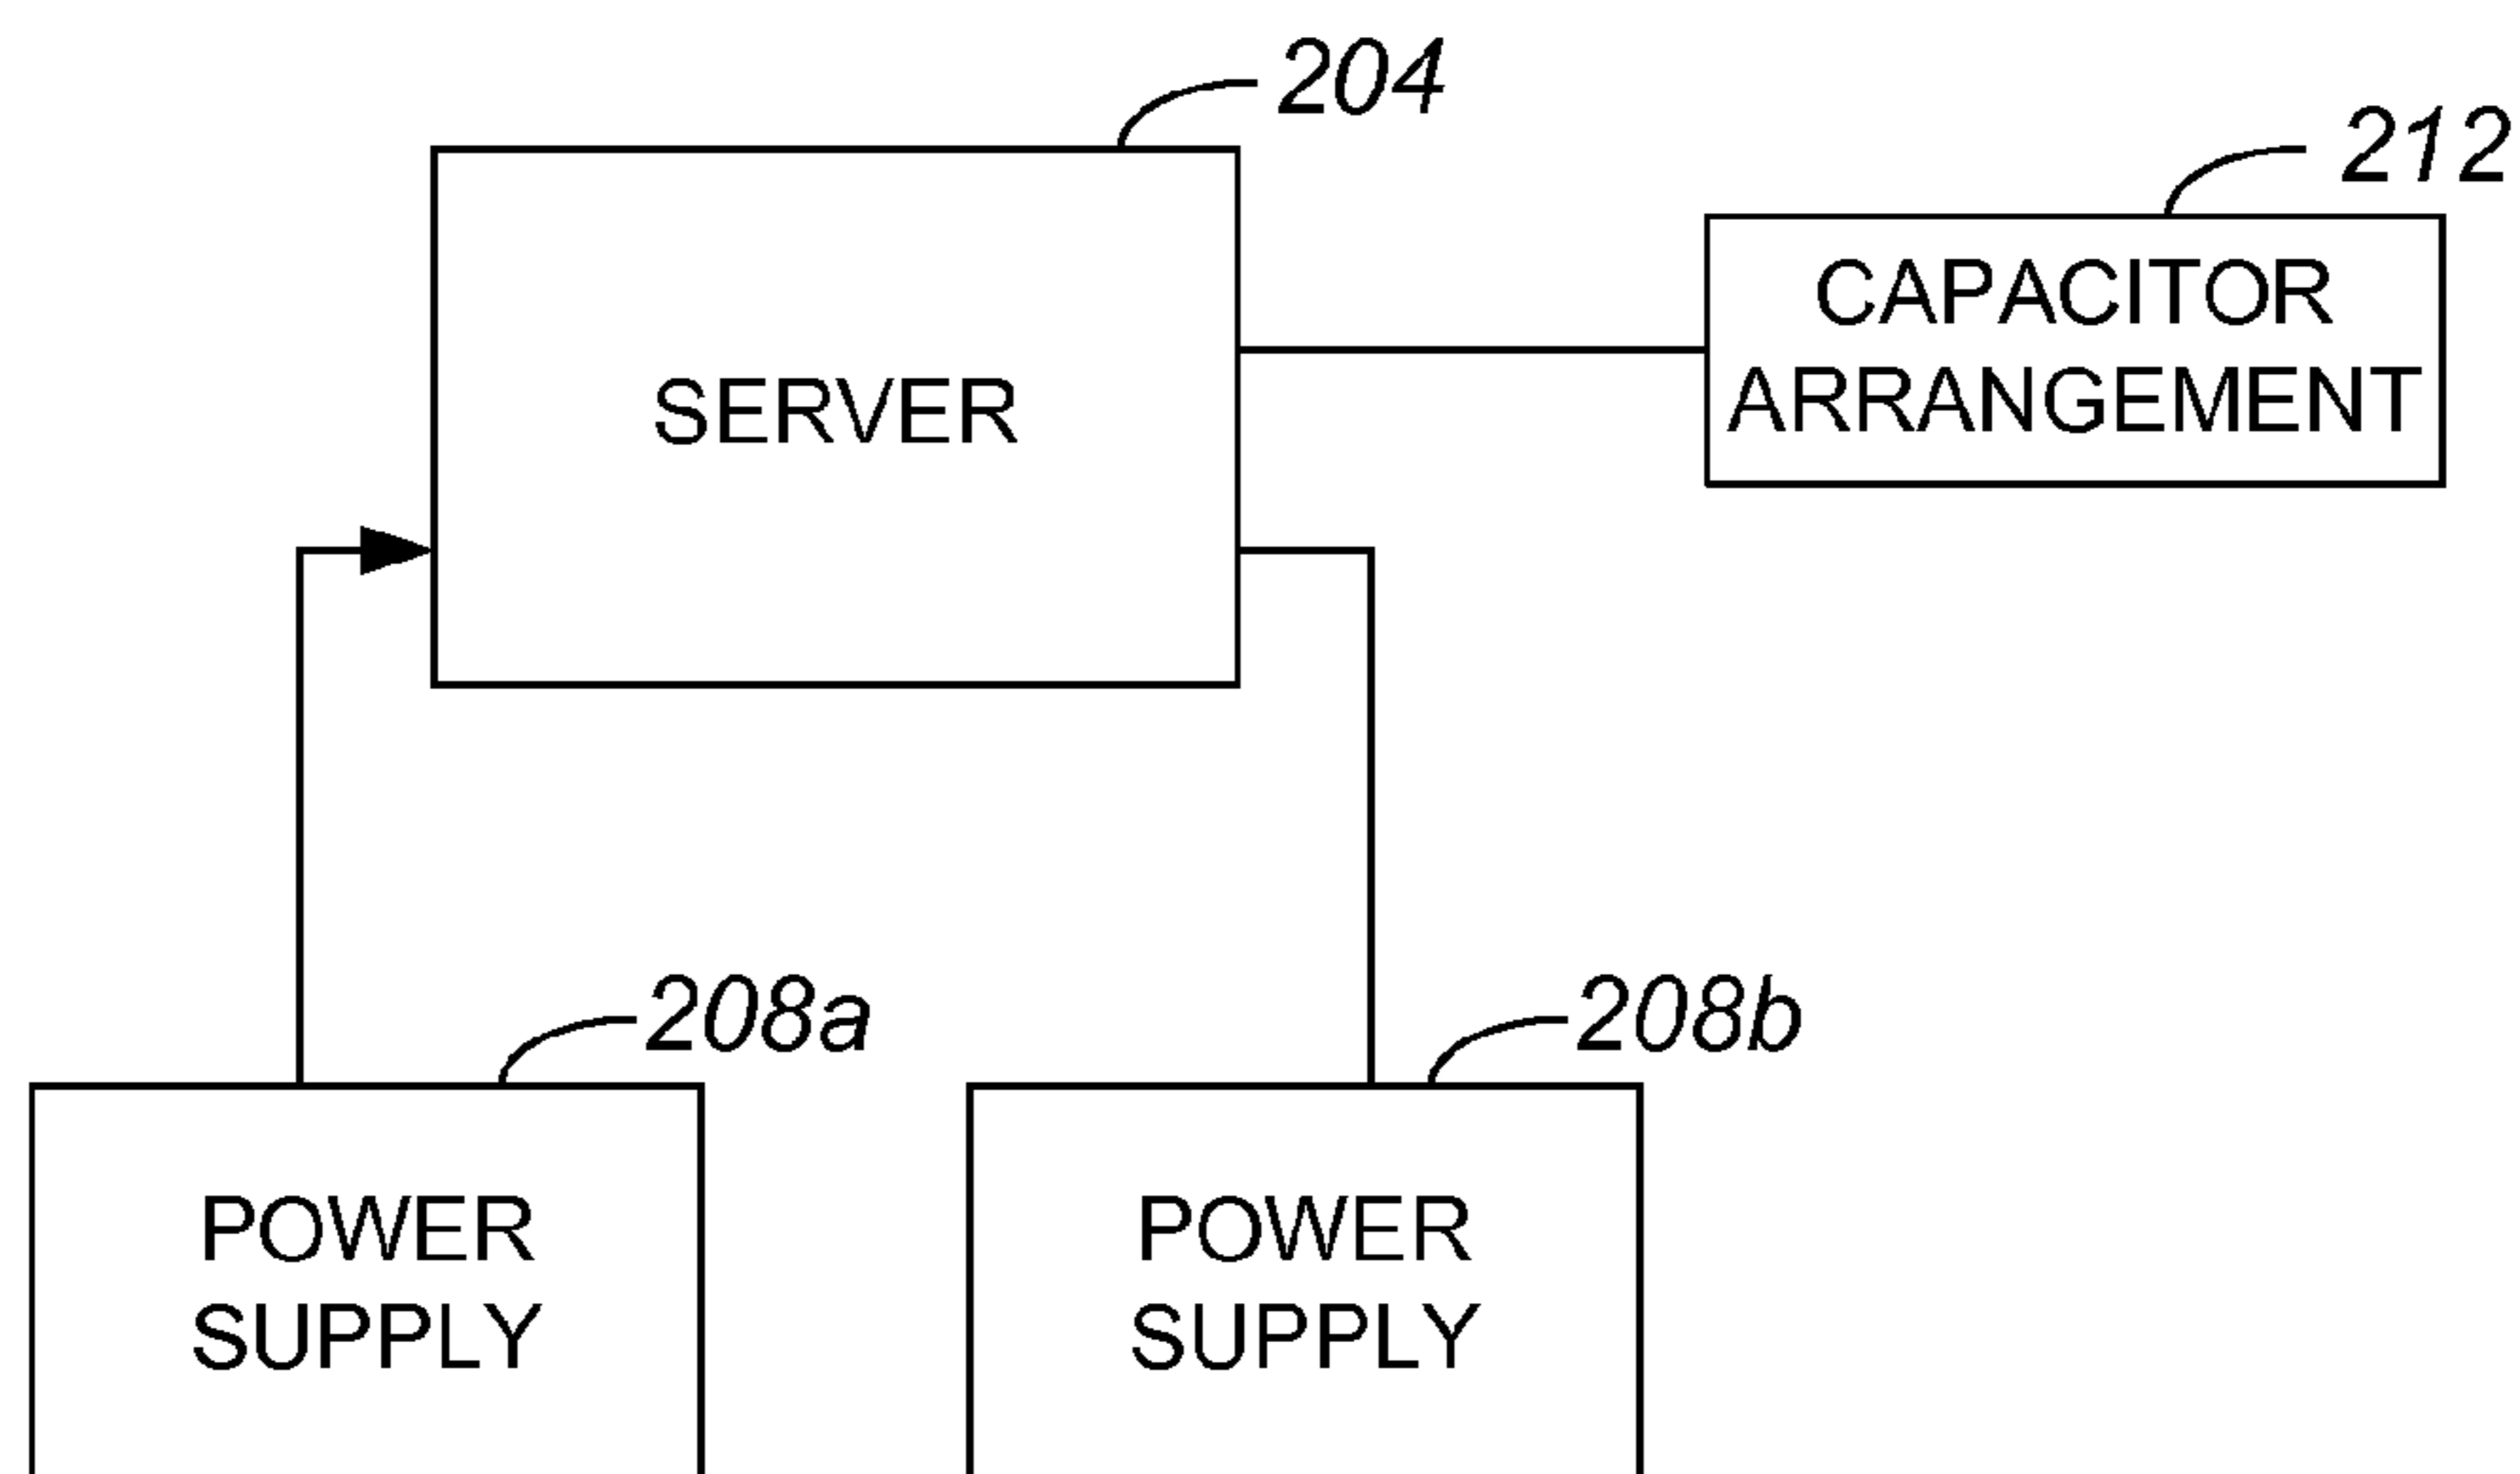 204
212
SERVER
CAPACITOR
ARRANGEMENT
208a
208b
POWER
SUPPLY
POWER
SUPPLY